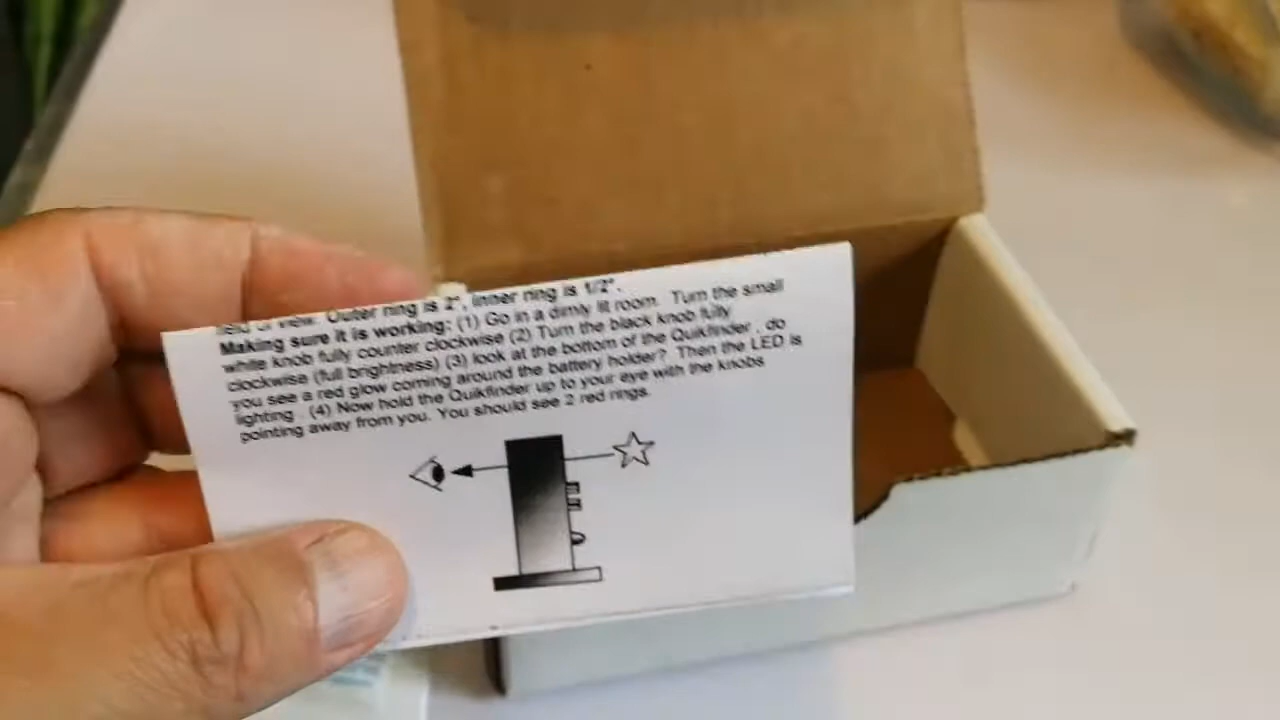 field of view. Outer ring is 2°, Inner ring is 1/2°.
Making sure it is working: (1) Go in a dimly lit room. Turn the small
white knob fully counter clockwise (2) Turn the black knob fully
clockwise (full brightness) (3) look at the bottom of the Quikfinder , do
you see a red glow coming around the battery holder? Then the LED is
lighting . (4) Now hold the Quikfinder up to your eye with the knobs
pointing away from you. You should see 2 red rings.